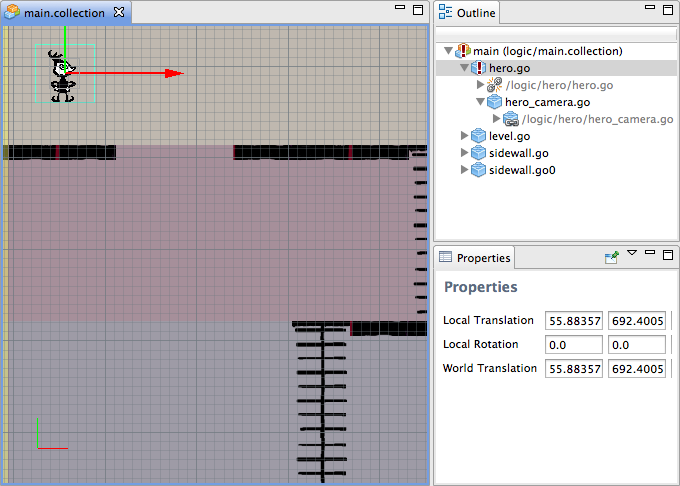 main.collection
Outline
main (logic/main.collection)
hero.go
/logic/hero/hero.go
hero_camera.go
/logic/hero/hero_camera.go
level.go
sidewall.go
sidewall.go0
Properties
Properties
Local Translation 55.88357 692.4005
Local Rotation 0.0 0.0
World Translation 55.88357 692.4005